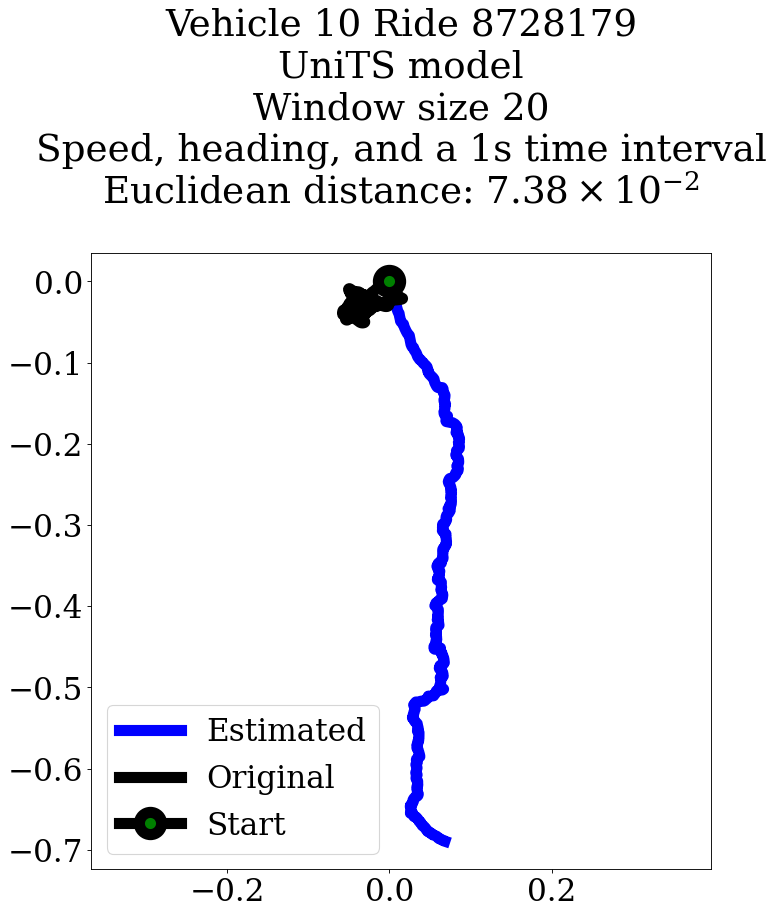 Vehicle 10 Ride 8728179
UniTS model
Window size 20
Speed, heading, and a 1s time interval
Euclidean distance: 7.38 × 10⁻²
0.0
−0.1
−0.2
−0.3
−0.4
−0.5
−0.6
−0.7
Estimated
Original
Start
−0.2 0.0 0.2